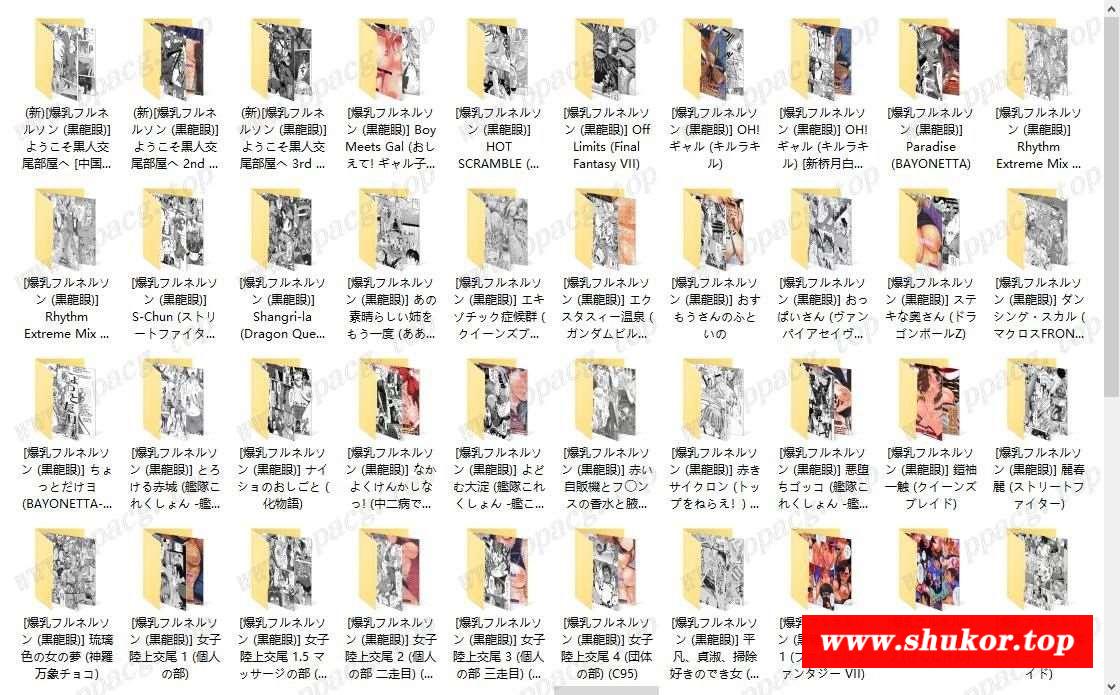 (新)[爆乳フルネ
ルソン (黒龍眼)]
ようこそ黒人交
尾部屋へ [中国...
(新)[爆乳フルネ
ルソン (黒龍眼)]
ようこそ黒人交
尾部屋へ 2nd ...
(新)[爆乳フルネ
ルソン (黒龍眼)]
ようこそ黒人交
尾部屋へ 3rd ...
[爆乳フルネルソ
ン (黒龍眼)] Boy
Meets Gal (おし
えて! ギャル子...
[爆乳フルネルソ
ン (黒龍眼)]
HOT
SCRAMBLE (...
[爆乳フルネルソ
ン (黒龍眼)] Off
Limits (Final
Fantasy VII)
[爆乳フルネルソ
ン (黒龍眼)] OH!
ギャル (キルラキ
ル)
[爆乳フルネルソ
ン (黒龍眼)] OH!
ギャル (キルラキ
ル) [新桥月白...
[爆乳フルネルソ
ン (黒龍眼)]
Paradise
(BAYONETTA)
[爆乳フルネルソ
ン (黒龍眼)]
Rhythm
Extreme Mix ...
[爆乳フルネルソ
ン (黒龍眼)]
Rhythm
Extreme Mix ...
[爆乳フルネルソ
ン (黒龍眼)]
S-Chun (ストリ
ートファイタ...
[爆乳フルネルソ
ン (黒龍眼)]
Shangri-la
(Dragon Que...
[爆乳フルネルソ
ン (黒龍眼)] あの
素晴らしい姉を
もう一度 (ああ...
[爆乳フルネルソ
ン (黒龍眼)] エキ
ゾチック症候群 (
クイーンズブ...
[爆乳フルネルソ
ン (黒龍眼)] エク
スタスィー温泉 (
ガンダムビル...
[爆乳フルネルソ
ン (黒龍眼)] おす
もうさんのふと
いの
[爆乳フルネルソ
ン (黒龍眼)] おっ
ぱいさん (ヴァン
パイアセイヴ...
[爆乳フルネルソ
ン (黒龍眼)] ステ
キな奥さん (ドラ
ゴンボールZ)
[爆乳フルネルソ
ン (黒龍眼)] ダン
シング・スカル (
マクロスFRON...
[爆乳フルネルソ
ン (黒龍眼)] ちょ
っとだけヨ
(BAYONETTA-...
[爆乳フルネルソ
ン (黒龍眼)] とろ
ける赤城 (艦隊こ
れくしょん -艦...
[爆乳フルネルソ
ン (黒龍眼)] ナイ
ショのおしごと (
化物語)
[爆乳フルネルソ
ン (黒龍眼)] なか
よくけんかしな
っ! (中二病で...
[爆乳フルネルソ
ン (黒龍眼)] よど
む大淀 (艦隊これ
くしょん -艦こ...
[爆乳フルネルソ
ン (黒龍眼)] 赤い
自販機とフ〇ン
スの香水と腋...
[爆乳フルネルソ
ン (黒龍眼)] 赤き
サイクロン (トッ
プをねらえ! ) ...
[爆乳フルネルソ
ン (黒龍眼)] 悪堕
ちゴッコ (艦隊こ
れくしょん -艦...
[爆乳フルネルソ
ン (黒龍眼)] 鎧袖
一触 (クイーンズ
ブレイド)
[爆乳フルネルソ
ン (黒龍眼)] 麗春
麗 (ストリートフ
ァイター)
[爆乳フルネルソ
ン (黒龍眼)] 琉璃
色の女の夢 (神羅
万象チョコ)
[爆乳フルネルソ
ン (黒龍眼)] 女子
陸上交尾 1 (個人
の部)
[爆乳フルネルソ
ン (黒龍眼)] 女子
陸上交尾 1.5 マ
ッサージの部 (...
[爆乳フルネルソ
ン (黒龍眼)] 女子
陸上交尾 2 (個人
の部 二走目) (...
[爆乳フルネルソ
ン (黒龍眼)] 女子
陸上交尾 3 (個人
の部 三走目) (...
[爆乳フルネルソ
ン (黒龍眼)] 女子
陸上交尾 4 (団体
の部) (C95)
[爆乳フルネルソ
ン (黒龍眼)] 平
凡、貞淑、掃除
好きのでき女 (...
ァンタジー VII)
イド)
www.shukor.top